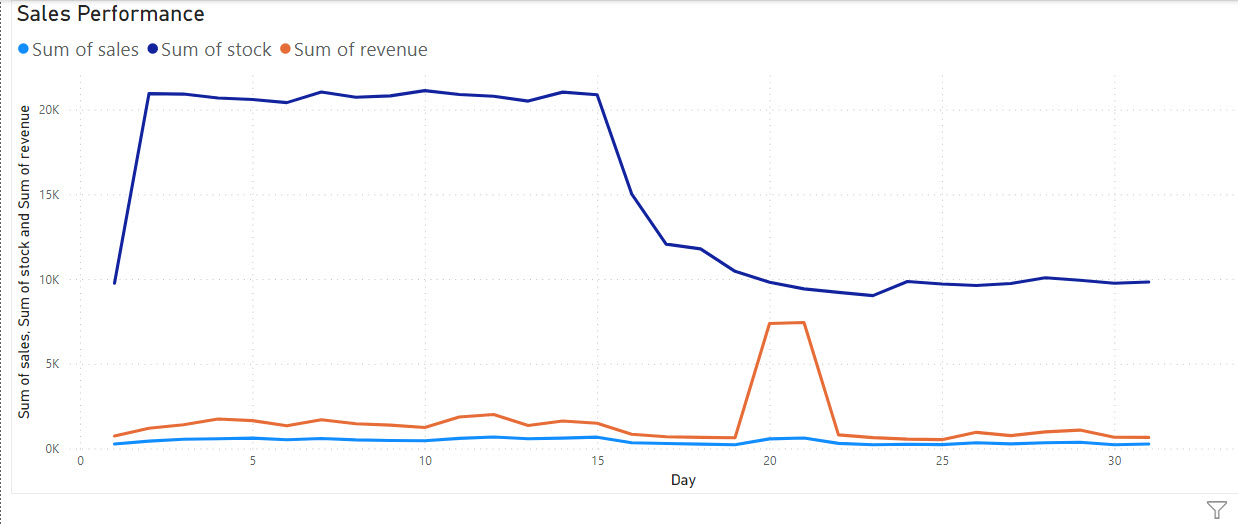 Sales Performance
Sum of sales Sum of stock Sum of revenue
Sum of sales, Sum of stock and Sum of revenue
20K
15K
10K
5K
0K
0 5 10 15 20 25 30
Day